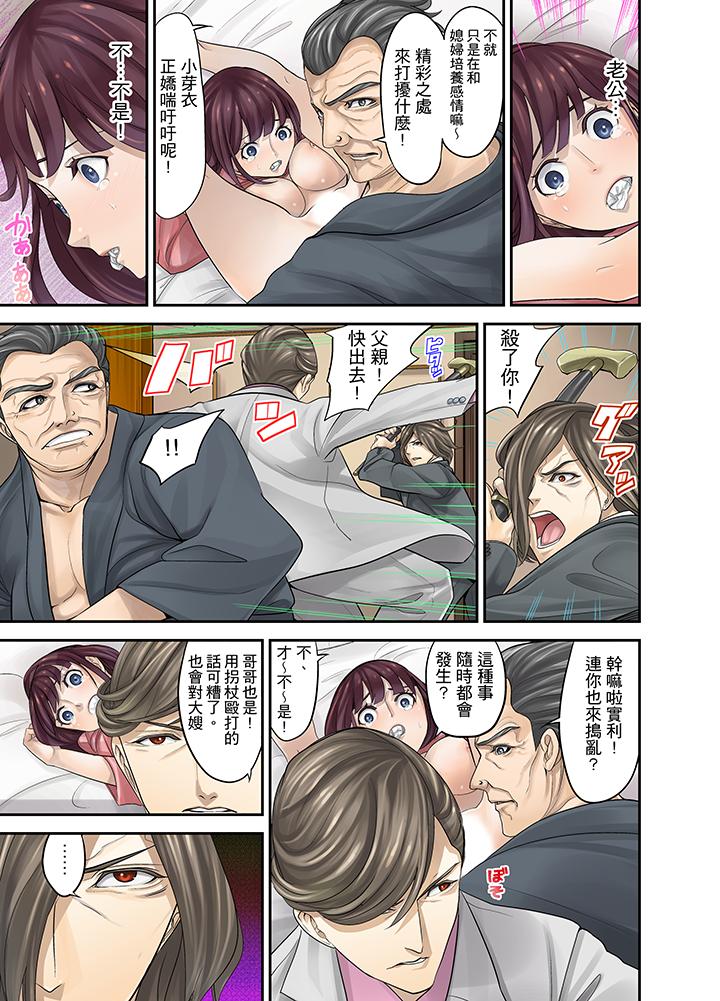 老公…
不就
只是在和
媳婦培養感情嘛～
精彩之處
來打擾什麼！
小芽衣
正嬌喘吁吁呢！
不…不是！
かぁぁぁ
殺了你！
グァッ
父親！
快出去！
ピタッ
バッ
バッ
!!
幹嘛啦實利！
連你也來搗亂？
這種事
隨時都會
發生？
不、
才～不～是！
ぼそ
哥哥也是！
用拐杖毆打的
話可糟了。
也會對大嫂
……